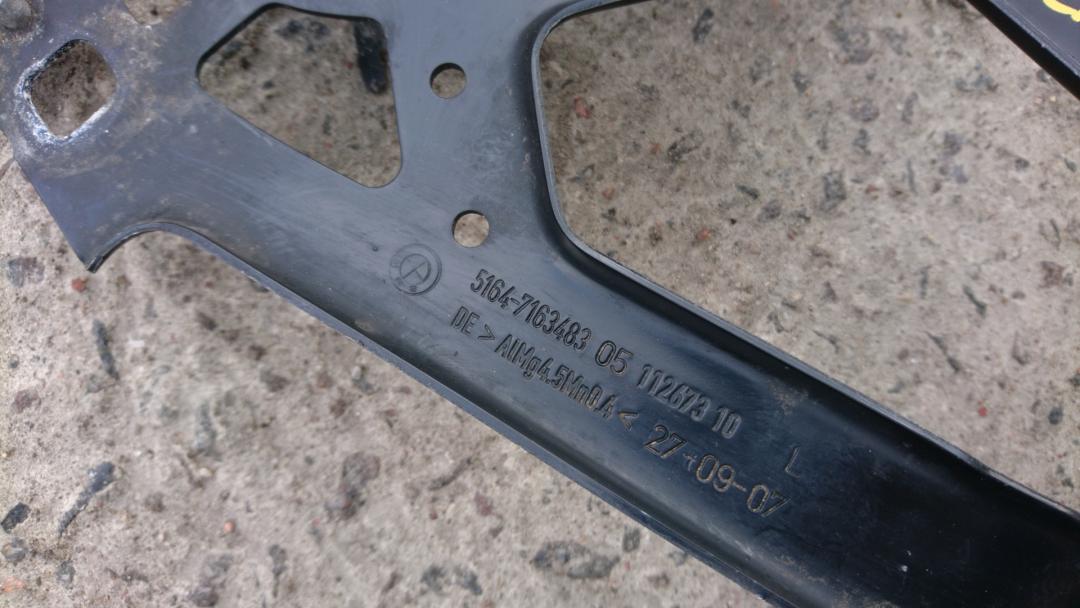 5164-7163483 05 112673 10
DE > AlMg4.5Mn0.4 < 27+09-07
L